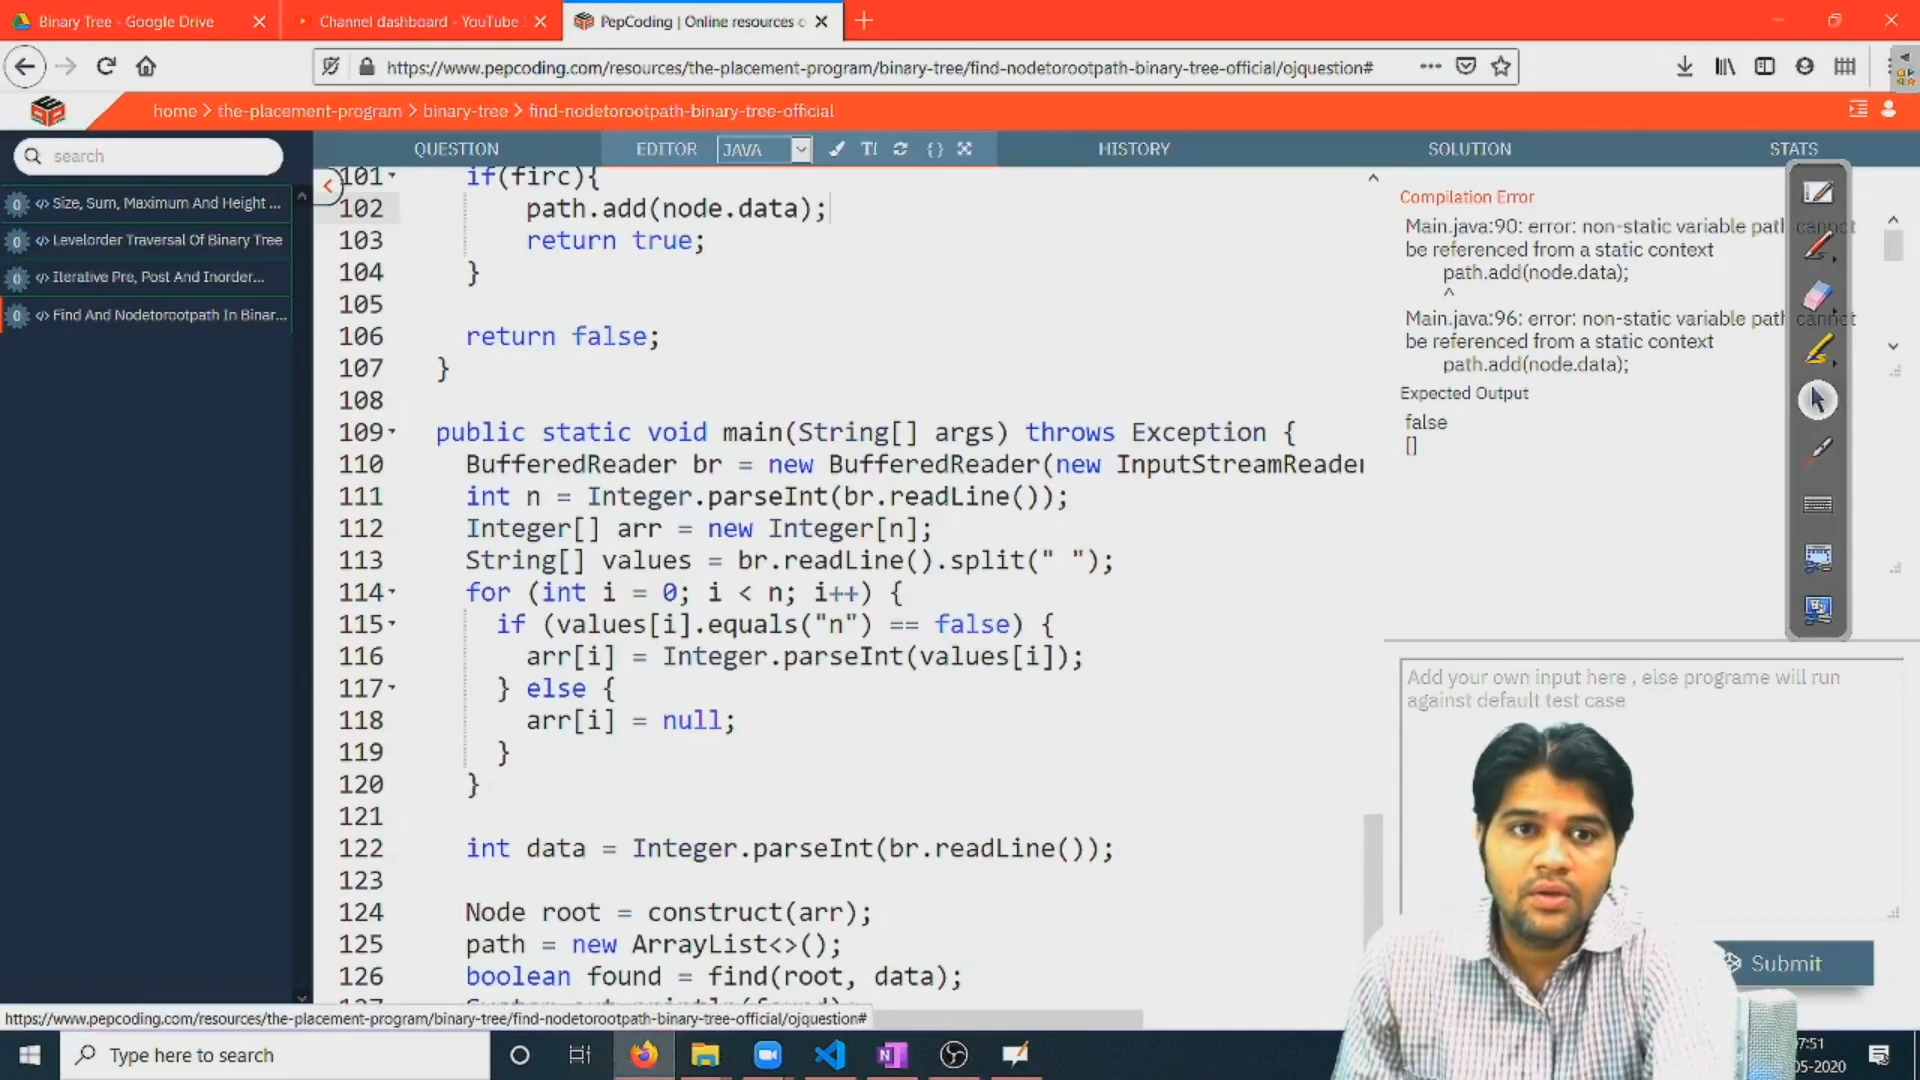 Binary Tree - Google Drive
Channel dashboard - YouTube
PepCoding | Online resources
https://www.pepcoding.com/resources/the-placement-program/binary-tree/find-nodetorootpath-binary-tree-official/ojquestion#
home > the-placement-program > binary-tree > find-nodetorootpath-binary-tree-official
search
QUESTION
EDITOR
JAVA
HISTORY
SOLUTION
STATS
0 </> Size, Sum, Maximum And Height ...
0 </> Levelorder Traversal Of Binary Tree
0 </> Iterative Pre, Post And Inorder...
0 </> Find And Nodetorootpath In Binar...
101 if(firc){
102 path.add(node.data);
103 return true;
104 }
105
106 return false;
107 }
108
109 public static void main(String[] args) throws Exception {
110 BufferedReader br = new BufferedReader(new InputStreamReader
111 int n = Integer.parseInt(br.readLine());
112 Integer[] arr = new Integer[n];
113 String[] values = br.readLine().split(" ");
114 for (int i = 0; i < n; i++) {
115 if (values[i].equals("n") == false) {
116 arr[i] = Integer.parseInt(values[i]);
117 } else {
118 arr[i] = null;
119 }
120 }
121
122 int data = Integer.parseInt(br.readLine());
123
124 Node root = construct(arr);
125 path = new ArrayList<>();
126 boolean found = find(root, data);
Compilation Error
Main.java:90: error: non-static variable path cannot
be referenced from a static context
path.add(node.data);
^
Main.java:96: error: non-static variable path cannot
be referenced from a static context
path.add(node.data);
Expected Output
false
[]
Add your own input here , else programe will run
against default test case
Submit
https://www.pepcoding.com/resources/the-placement-program/binary-tree/find-nodetorootpath-binary-tree-official/ojquestion#
Type here to search
7:51
05-2020